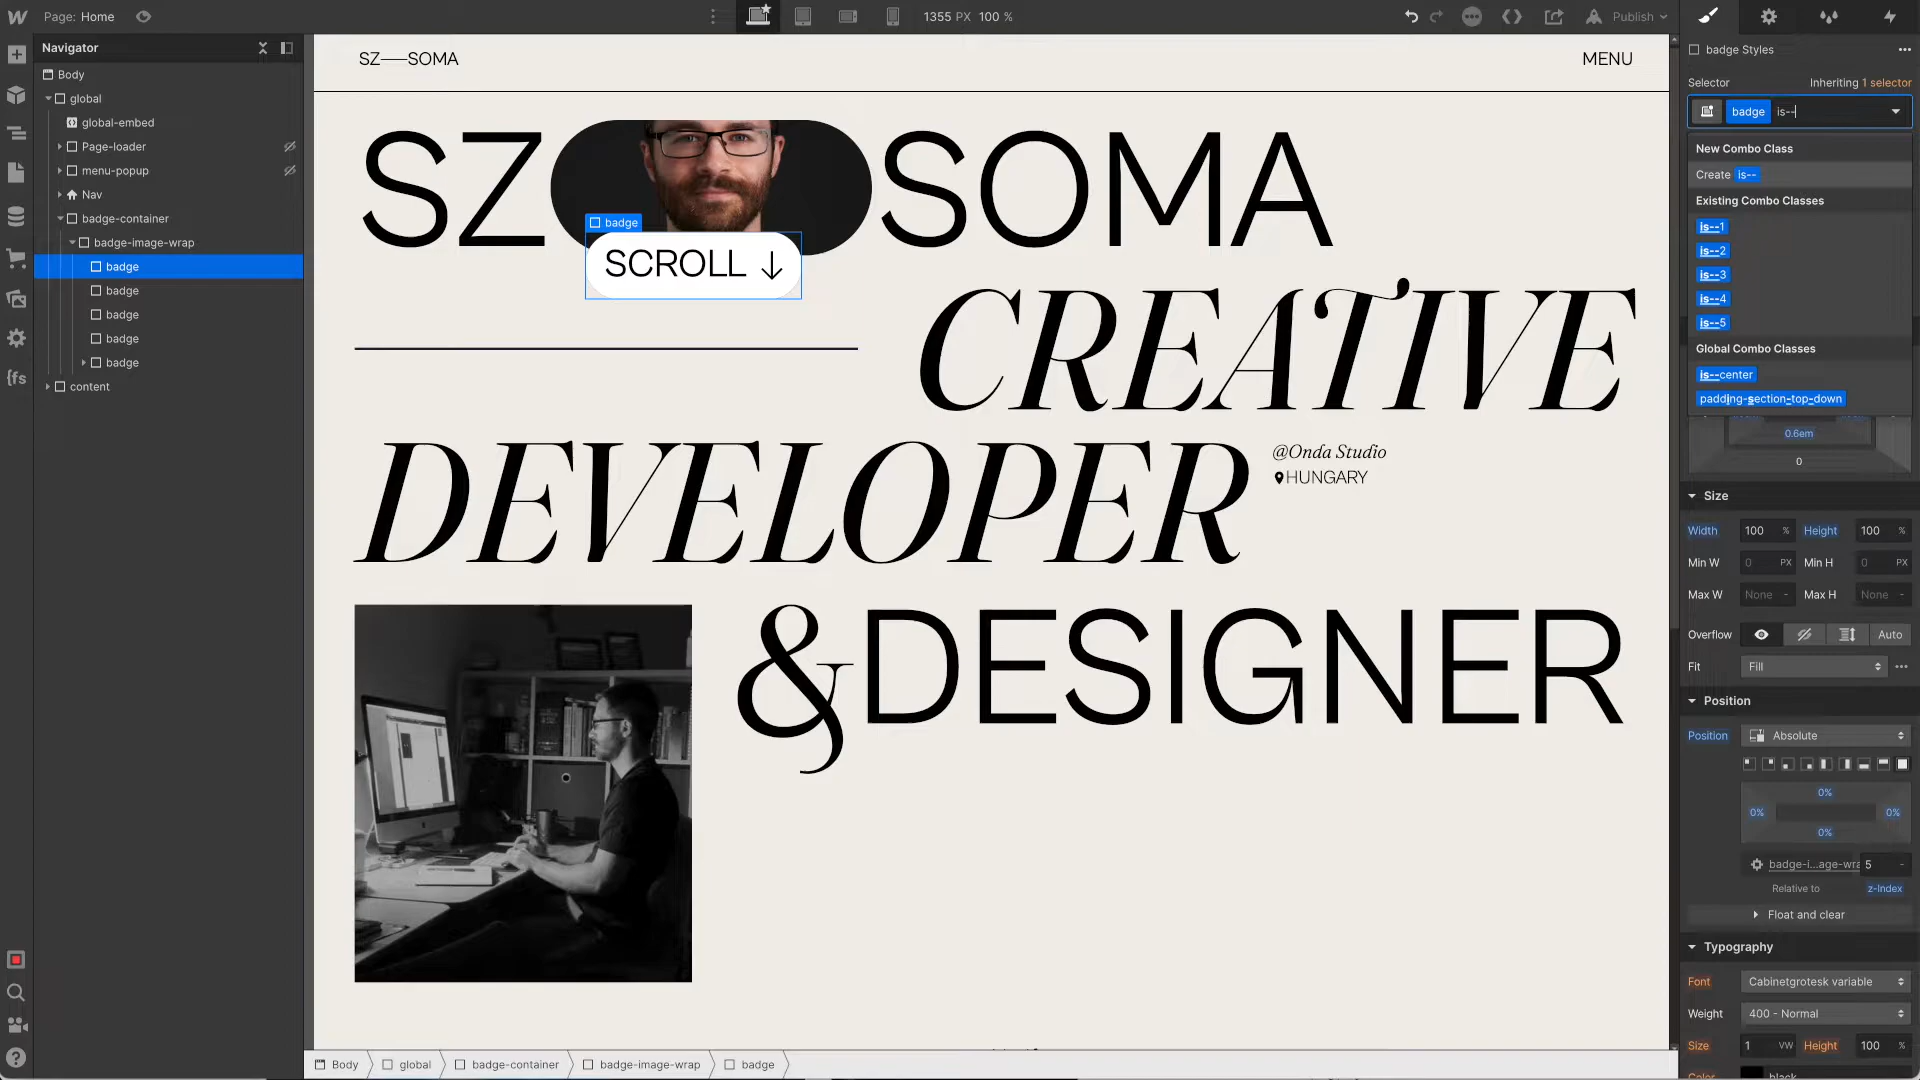 Page: Home
1355 PX 100 %
Publish
Navigator
Body
global
global-embed
Page-loader
menu-popup
Nav
badge-container
badge-image-wrap
badge
badge
badge
badge
badge
content
{fs
SZ──SOMA
MENU
SZ
SOMA
badge
SCROLL ↓
CREATIVE
DEVELOPER
@Onda Studio
HUNGARY
&DESIGNER
Body
global
badge-container
badge-image-wrap
badge
badge Styles
Selector
Inheriting 1 selector
badge is--
New Combo Class
Create is--
Existing Combo Classes
is--1
is--2
is--3
is--4
is--5
Global Combo Classes
is--center
padding-section-top-down
0.6em
0
Size
Width 100 % Height 100 %
Min W 0 PX Min H 0 PX
Max W None - Max H None -
Overflow Auto
Fit Fill
Position
Position Absolute
0%
0% 0%
0%
badge-i...age-wra 5 -
Relative to z-Index
Float and clear
Typography
Font Cabinetgrotesk variable
Weight 400 - Normal
Size 1 VW Height 100 %
Color black